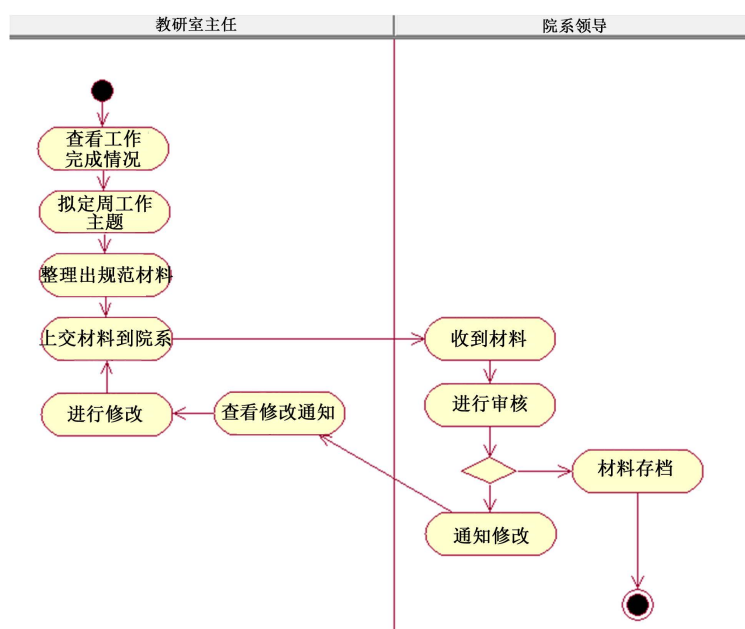 教研室主任
院系领导
查看工作
完成情况
拟定周工作
主题
整理出规范材料
上交材料到院系
收到材料
进行审核
进行修改
查看修改通知
材料存档
通知修改